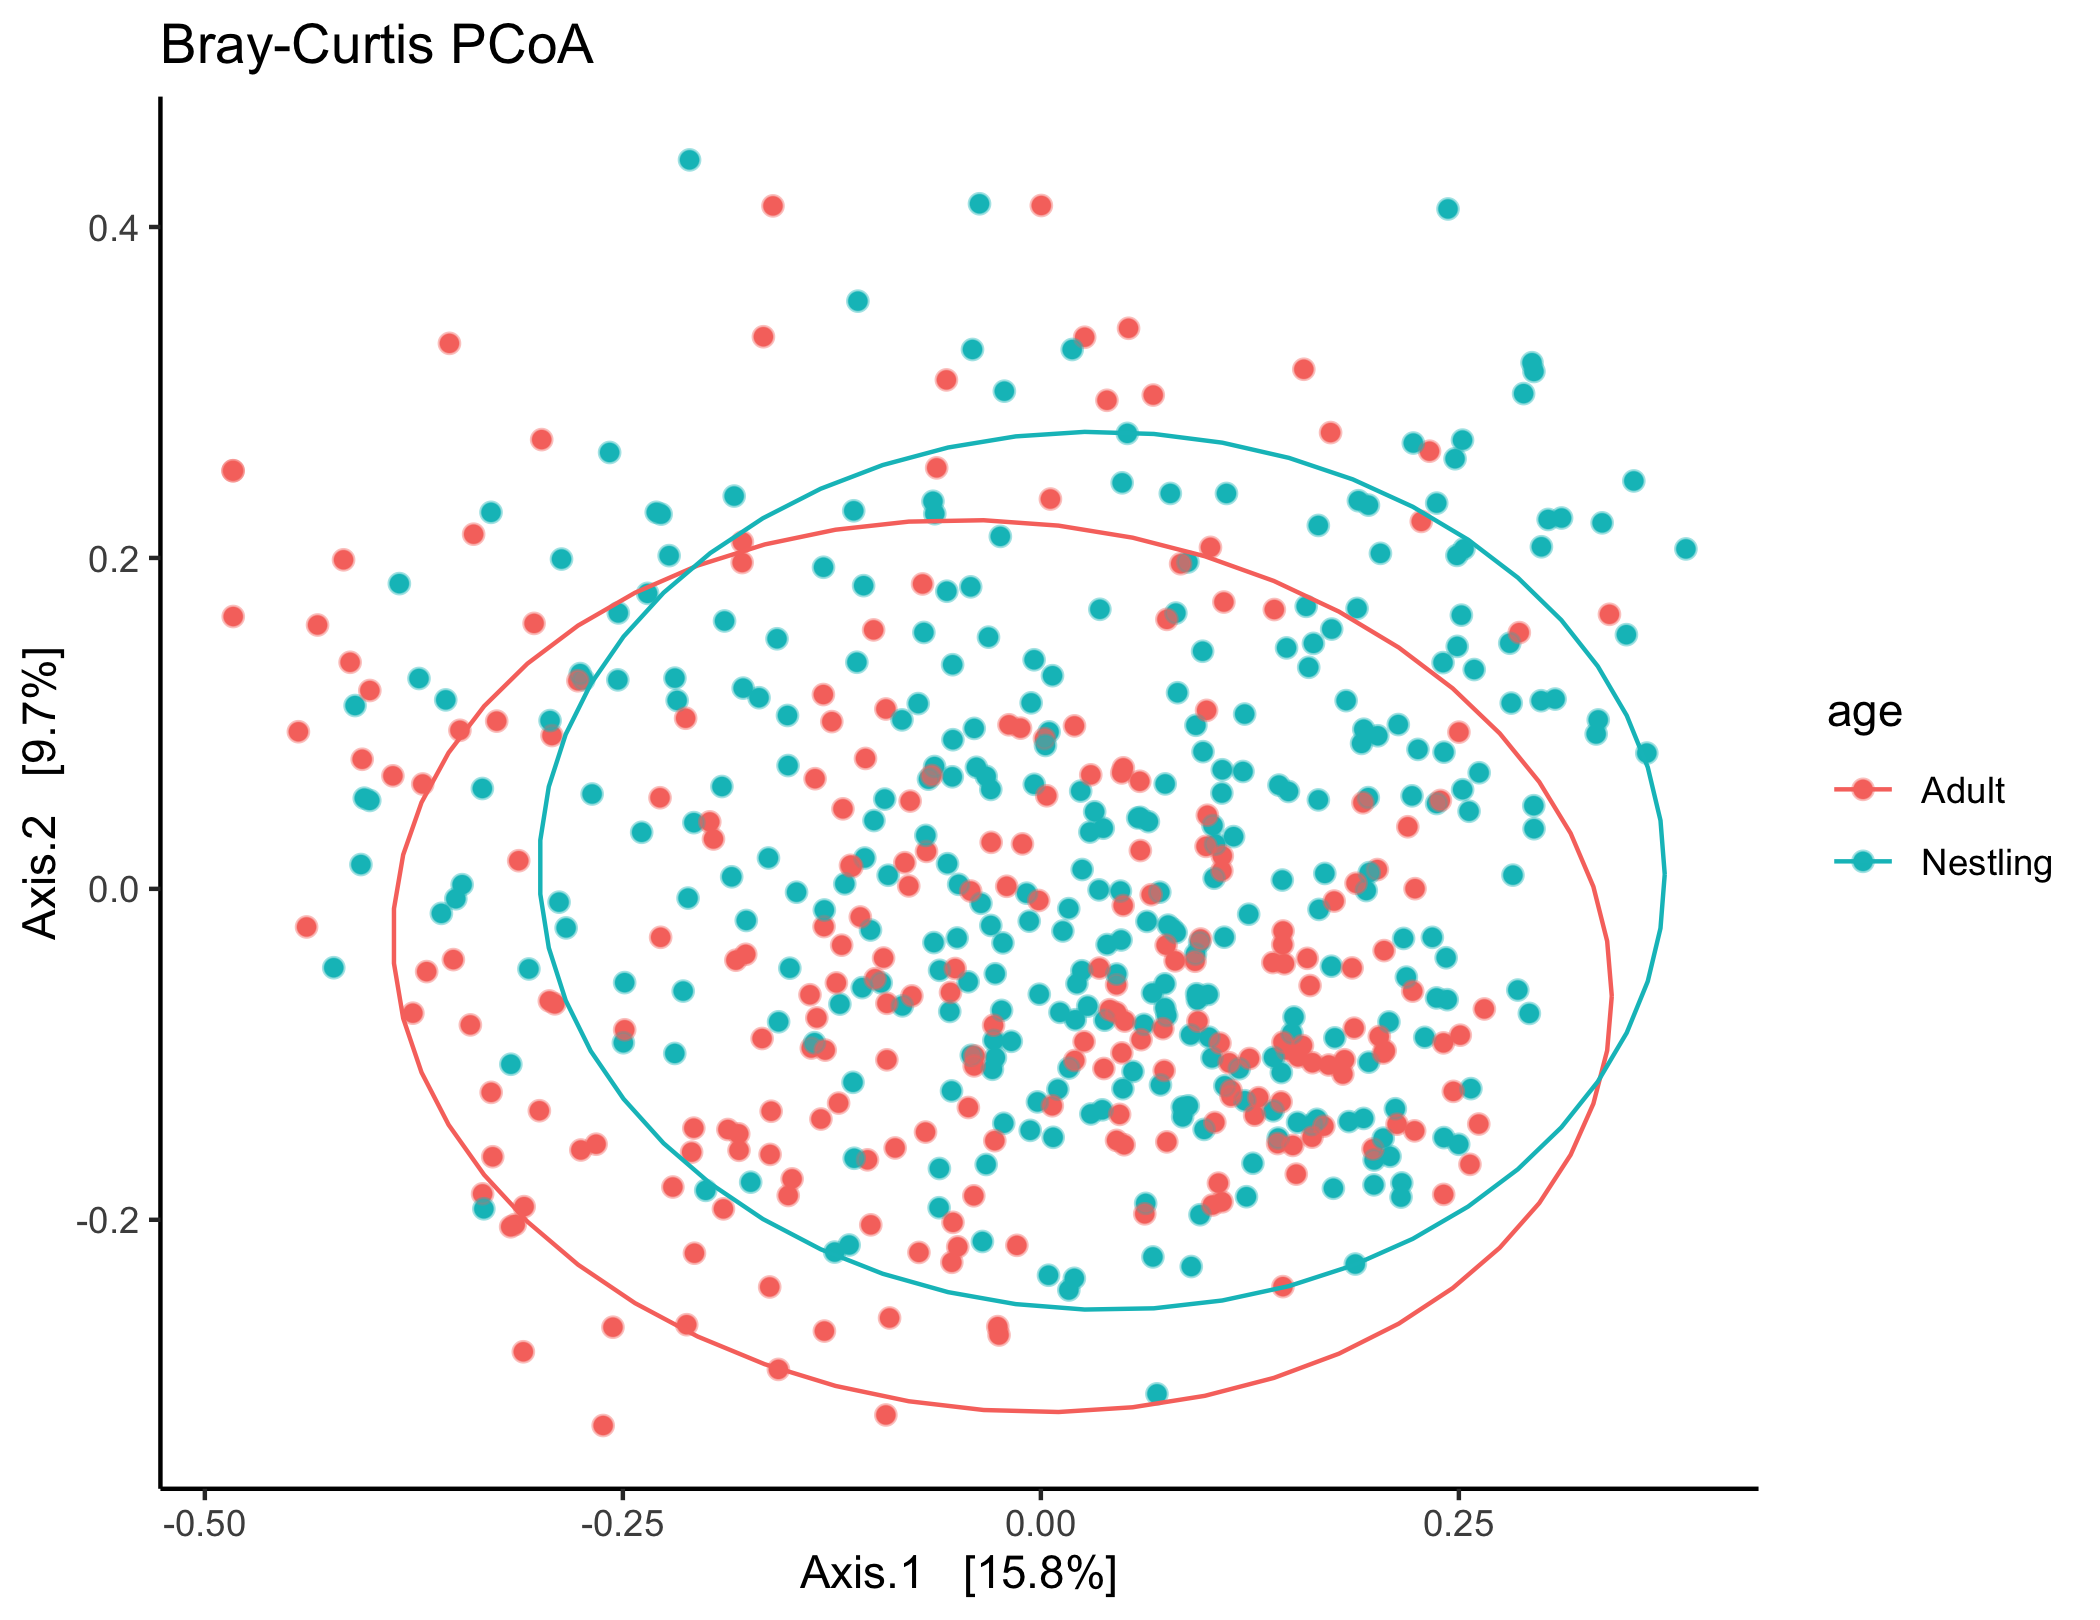 Bray-Curtis PCoA
0.4
0.2
0.0
-0.2
Axis.2 [9.7%]
-0.50
-0.25
0.00
0.25
Axis.1 [15.8%]
age
Adult
Nestling